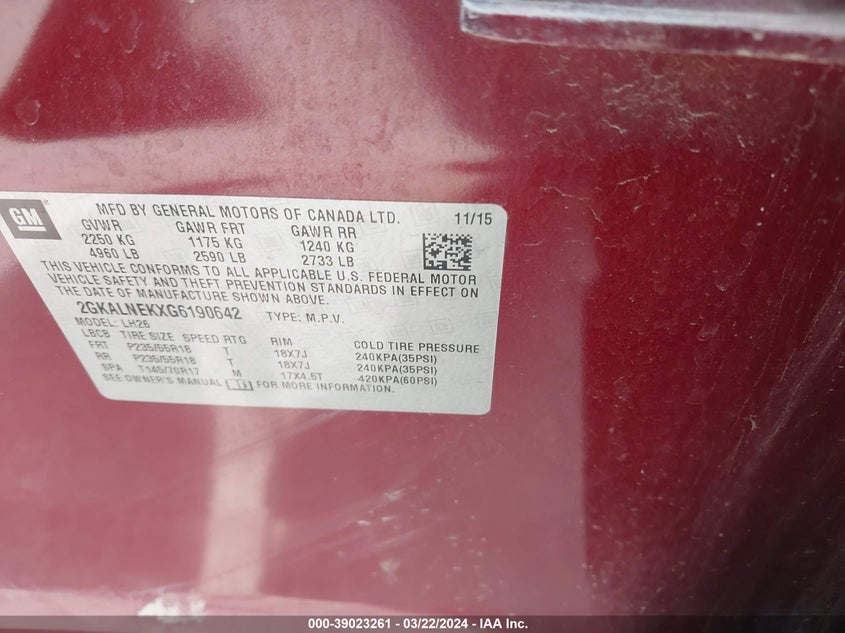 GM
MFD BY GENERAL MOTORS OF CANADA LTD. 11/15
GVWR GAWR FRT GAWR RR
2250 KG 1175 KG 1240 KG
4960 LB 2590 LB 2733 LB
THIS VEHICLE CONFORMS TO ALL APPLICABLE U.S. FEDERAL MOTOR
VEHICLE SAFETY AND THEFT PREVENTION STANDARDS IN EFFECT ON
THE DATE OF MANUFACTURE SHOWN ABOVE.
2GKALNEKXG6190642 TYPE: M.P.V.
MODEL: LH26
LBCB TIRE SIZE SPEED RTG RIM COLD TIRE PRESSURE
FRT P235/55R18 T 18X7J 240KPA(35PSI)
RR P235/55R18 T 18X7J 240KPA(35PSI)
SPA T145/70R17 M 17X4.5T 420KPA(60PSI)
SEE OWNER'S MANUAL FOR MORE INFORMATION.
000-39023261 - 03/22/2024 - IAA Inc.